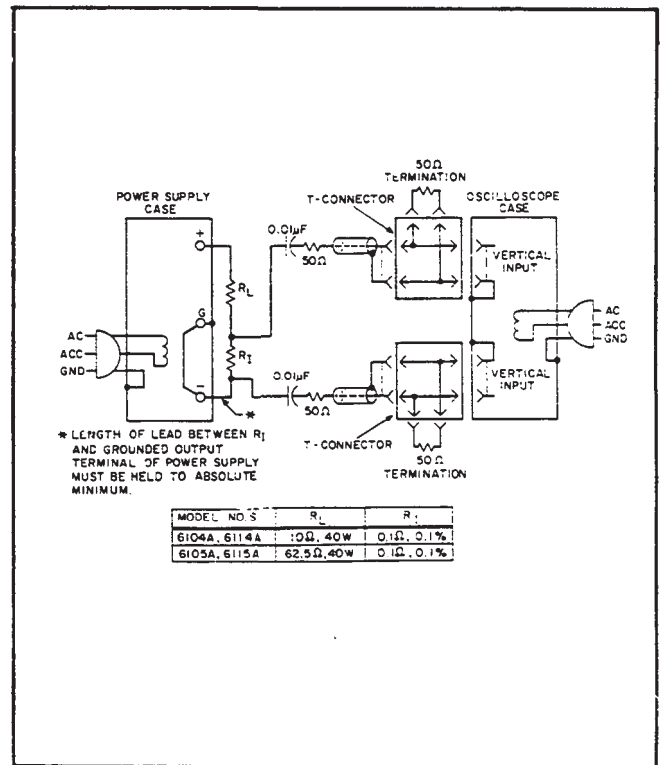 50Ω
TERMINATION
POWER SUPPLY
CASE
T-CONNECTOR
OSCILLOSCOPE
CASE
+
0.01µF
50Ω
VERTICAL
INPUT
RL
G
AC
ACC
GND
RI
AC
ACC
GND
0.01µF
50Ω
VERTICAL
INPUT
–
*
T-CONNECTOR
50Ω
TERMINATION
* LENGTH OF LEAD BETWEEN RI
AND GROUNDED OUTPUT
TERMINAL OF POWER SUPPLY
MUST BE HELD TO ABSOLUTE
MINIMUM.
MODEL NO.S RL RI
6104A, 6114A 10Ω, 40W 0.1Ω, 0.1%
6105A, 6115A 62.5Ω, 40W 0.1Ω, 0.1%